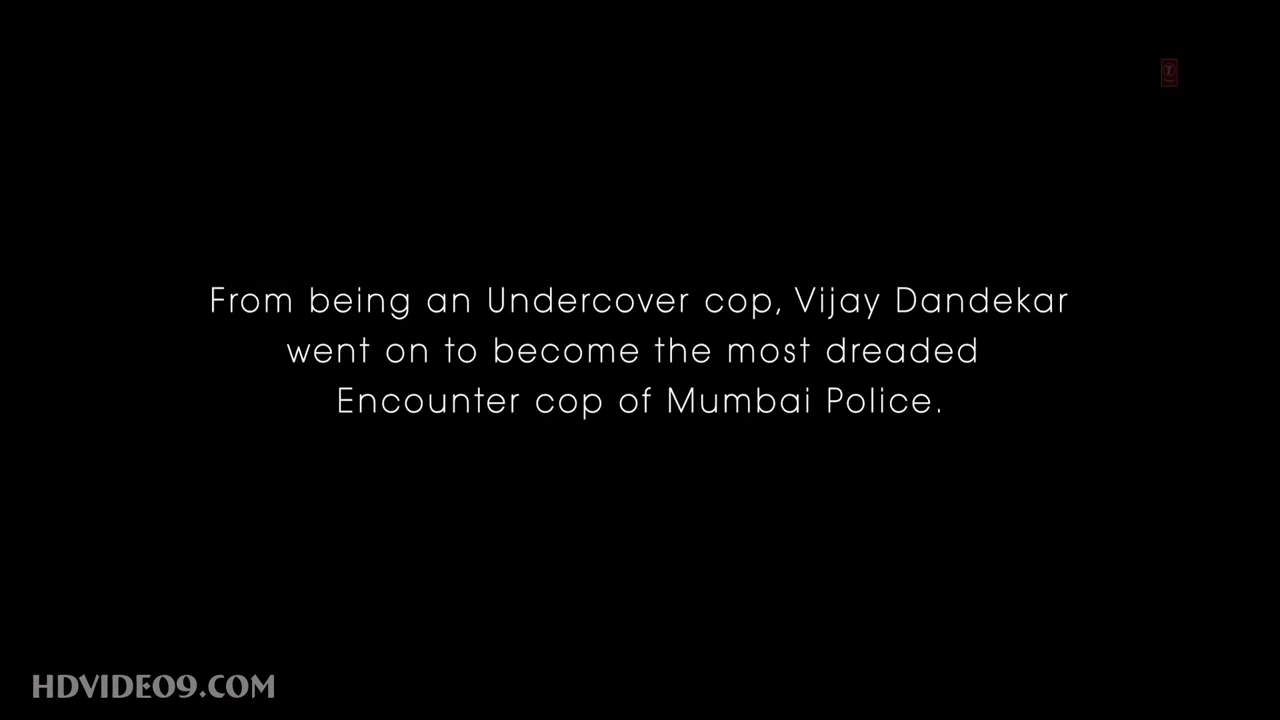 From being an Undercover cop, Vijay Dandekar
went on to become the most dreaded
Encounter cop of Mumbai Police.
HDVIDEO9.COM